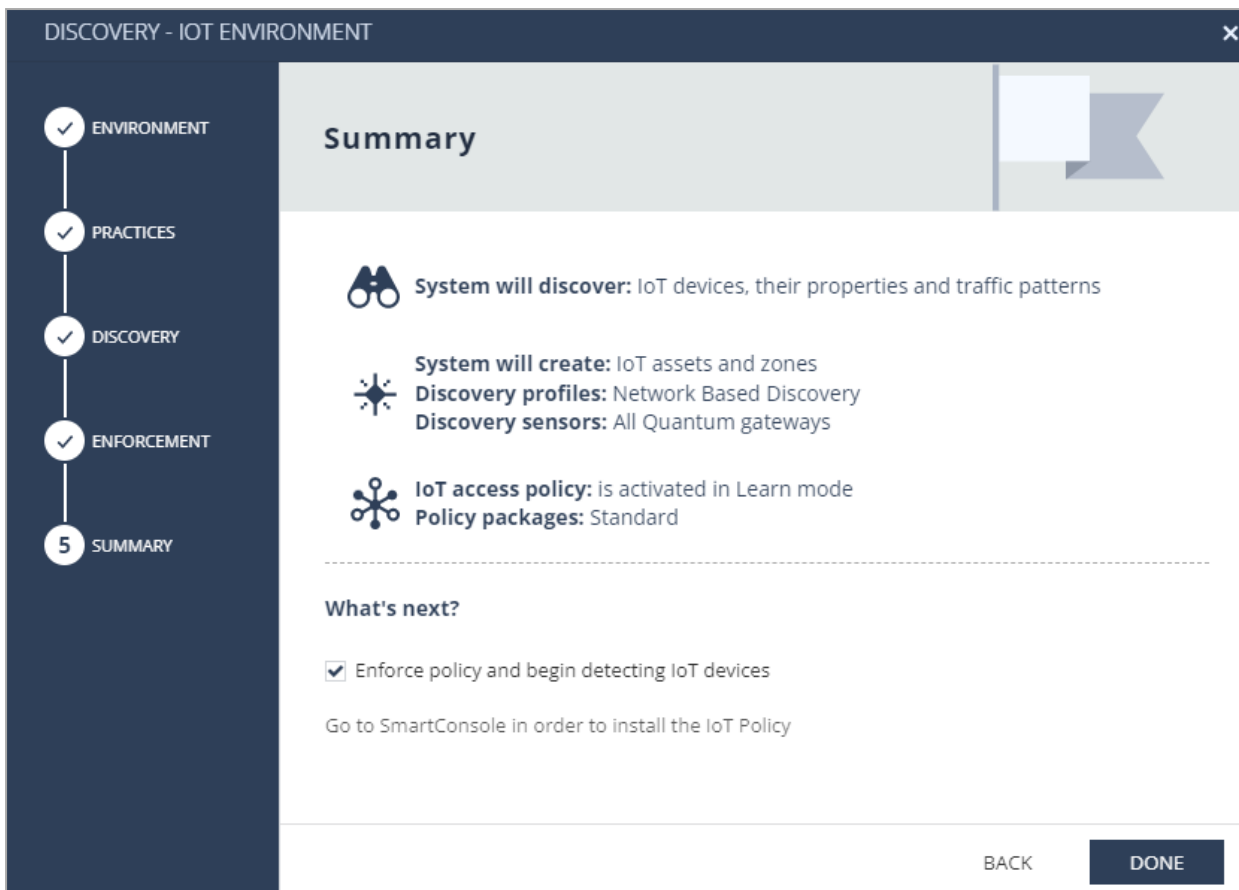 DISCOVERY - IOT ENVIRONMENT
ENVIRONMENT
PRACTICES
DISCOVERY
ENFORCEMENT
5 SUMMARY
Summary
System will discover: IoT devices, their properties and traffic patterns
System will create: IoT assets and zones
Discovery profiles: Network Based Discovery
Discovery sensors: All Quantum gateways
IoT access policy: is activated in Learn mode
Policy packages: Standard
What's next?
Enforce policy and begin detecting IoT devices
Go to SmartConsole in order to install the IoT Policy
BACK
DONE